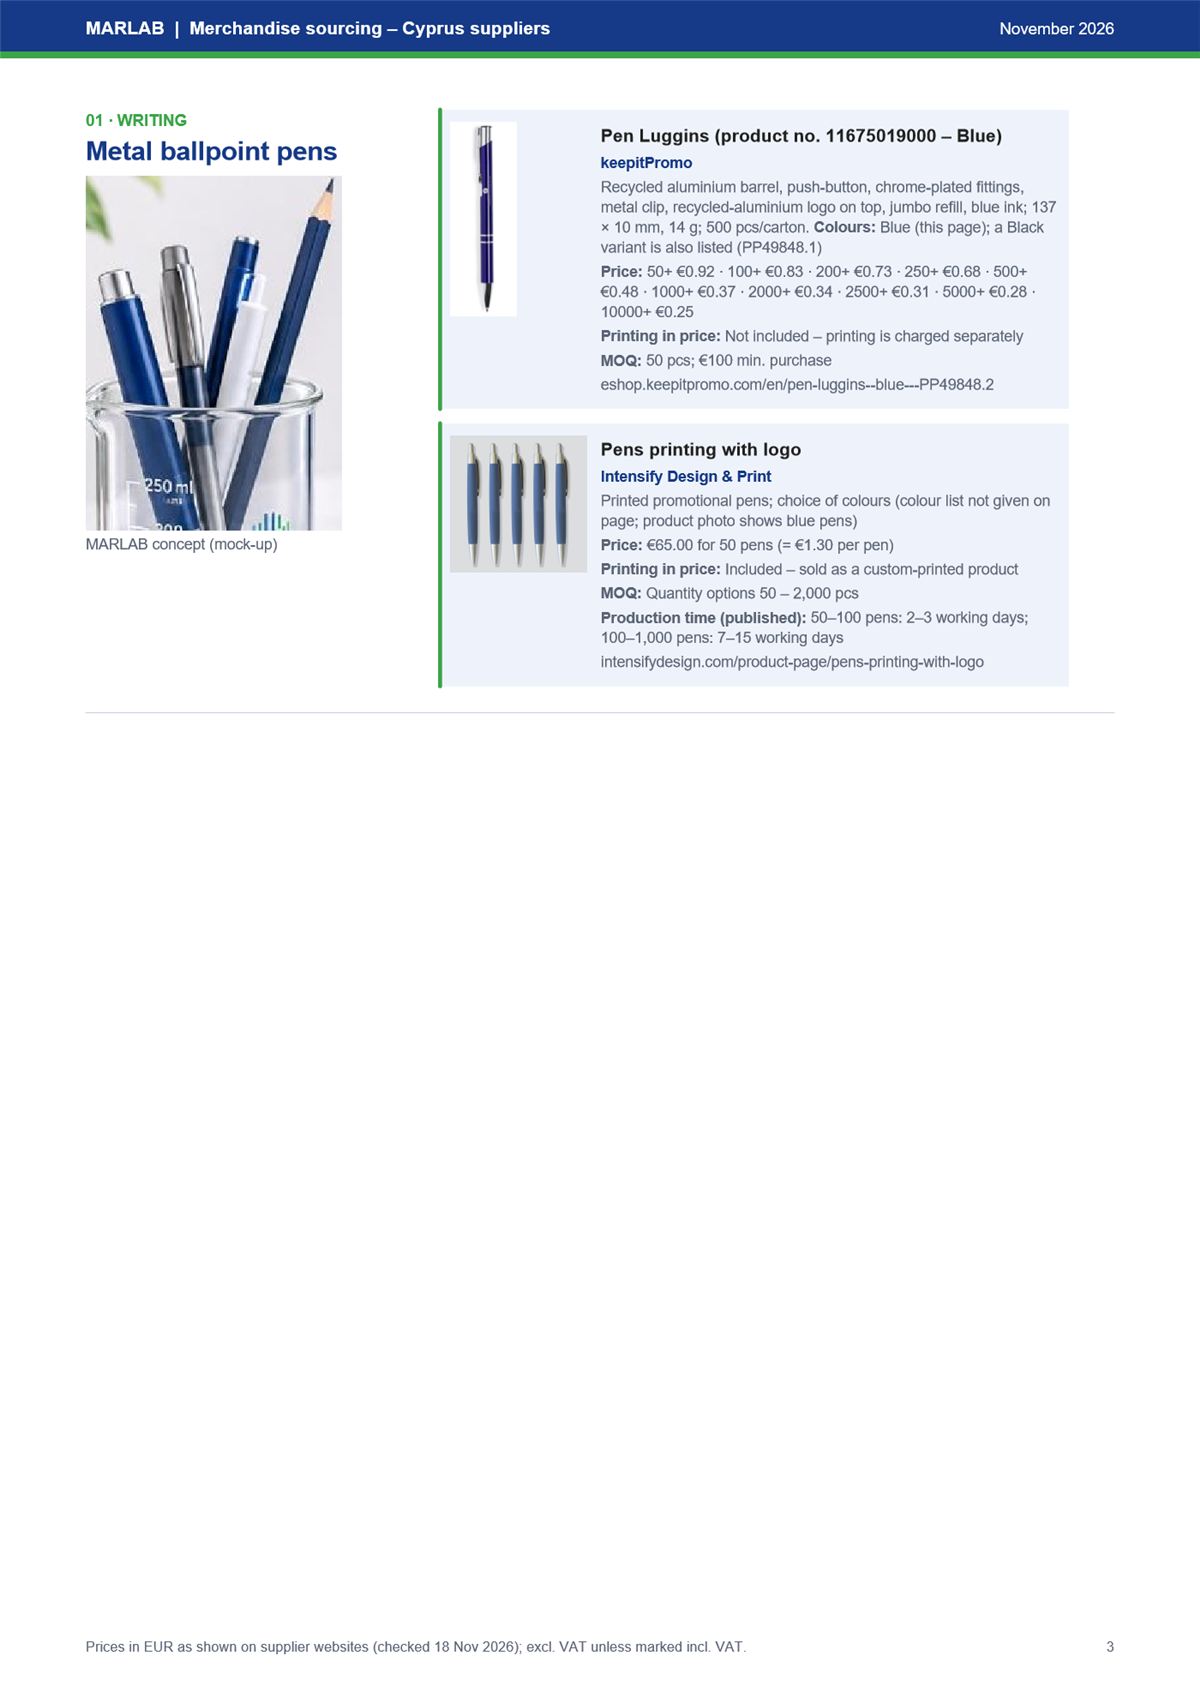 MARLAB | Merchandise sourcing – Cyprus suppliers
November 2026
01 · WRITING
Metal ballpoint pens
250 ml
MARLAB concept (mock-up)
Pen Luggins (product no. 11675019000 – Blue)
keepitPromo
Recycled aluminium barrel, push-button, chrome-plated fittings,
metal clip, recycled-aluminium logo on top, jumbo refill, blue ink; 137
× 10 mm, 14 g; 500 pcs/carton. Colours: Blue (this page); a Black
variant is also listed (PP49848.1)
Price: 50+ €0.92 · 100+ €0.83 · 200+ €0.73 · 250+ €0.68 · 500+
€0.48 · 1000+ €0.37 · 2000+ €0.34 · 2500+ €0.31 · 5000+ €0.28 ·
10000+ €0.25
Printing in price: Not included – printing is charged separately
MOQ: 50 pcs; €100 min. purchase
eshop.keepitpromo.com/en/pen-luggins--blue---PP49848.2
Pens printing with logo
Intensify Design & Print
Printed promotional pens; choice of colours (colour list not given on
page; product photo shows blue pens)
Price: €65.00 for 50 pens (= €1.30 per pen)
Printing in price: Included – sold as a custom-printed product
MOQ: Quantity options 50 – 2,000 pcs
Production time (published): 50–100 pens: 2–3 working days;
100–1,000 pens: 7–15 working days
intensifydesign.com/product-page/pens-printing-with-logo
Prices in EUR as shown on supplier websites (checked 18 Nov 2026); excl. VAT unless marked incl. VAT.
3